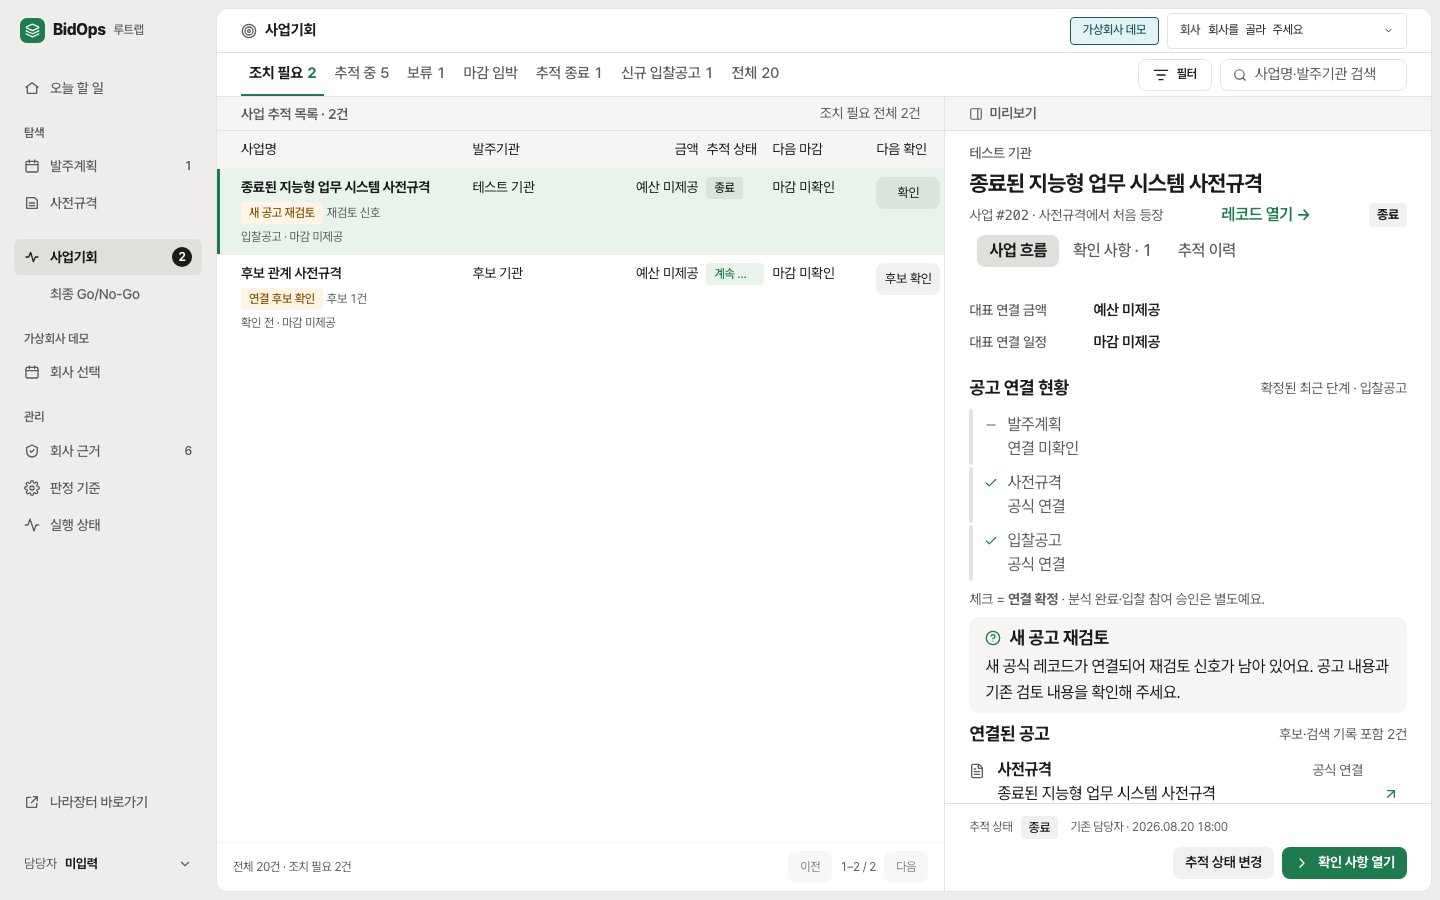 BidOps 루트랩
오늘 할 일
탐색
발주계획 1
사전규격
사업기회 2
최종 Go/No-Go
가상회사 데모
회사 선택
관리
회사 근거 6
판정 기준
실행 상태
나라장터 바로가기
담당자 미입력
사업기회
가상회사 데모
회사 회사를 골라 주세요
조치 필요 2 추적 중 5 보류 1 마감 임박 추적 종료 1 신규 입찰공고 1 전체 20
필터
사업명·발주기관 검색
사업 추적 목록 · 2건
조치 필요 전체 2건
사업명 발주기관 금액 추적 상태 다음 마감 다음 확인
종료된 지능형 업무 시스템 사전규격 테스트 기관 예산 미제공 종료 마감 미확인 확인
새 공고 재검토 재검토 신호
입찰공고 · 마감 미제공
후보 관계 사전규격 후보 기관 예산 미제공 계속 ... 마감 미확인 후보 확인
연결 후보 확인 후보 1건
확인 전 · 마감 미제공
전체 20건 · 조치 필요 2건
이전 1–2 / 2 다음
미리보기
테스트 기관
종료된 지능형 업무 시스템 사전규격
사업 #202 · 사전규격에서 처음 등장 레코드 열기 → 종료
사업 흐름 확인 사항 · 1 추적 이력
대표 연결 금액 예산 미제공
대표 연결 일정 마감 미제공
공고 연결 현황 확정된 최근 단계 · 입찰공고
발주계획
연결 미확인
사전규격
공식 연결
입찰공고
공식 연결
체크 = 연결 확정 · 분석 완료·입찰 참여 승인은 별도예요.
새 공고 재검토
새 공식 레코드가 연결되어 재검토 신호가 남아 있어요. 공고 내용과
기존 검토 내용을 확인해 주세요.
연결된 공고 후보·검색 기록 포함 2건
사전규격 공식 연결
종료된 지능형 업무 시스템 사전규격
추적 상태 종료 기존 담당자 · 2026.08.20 18:00
추적 상태 변경 확인 사항 열기